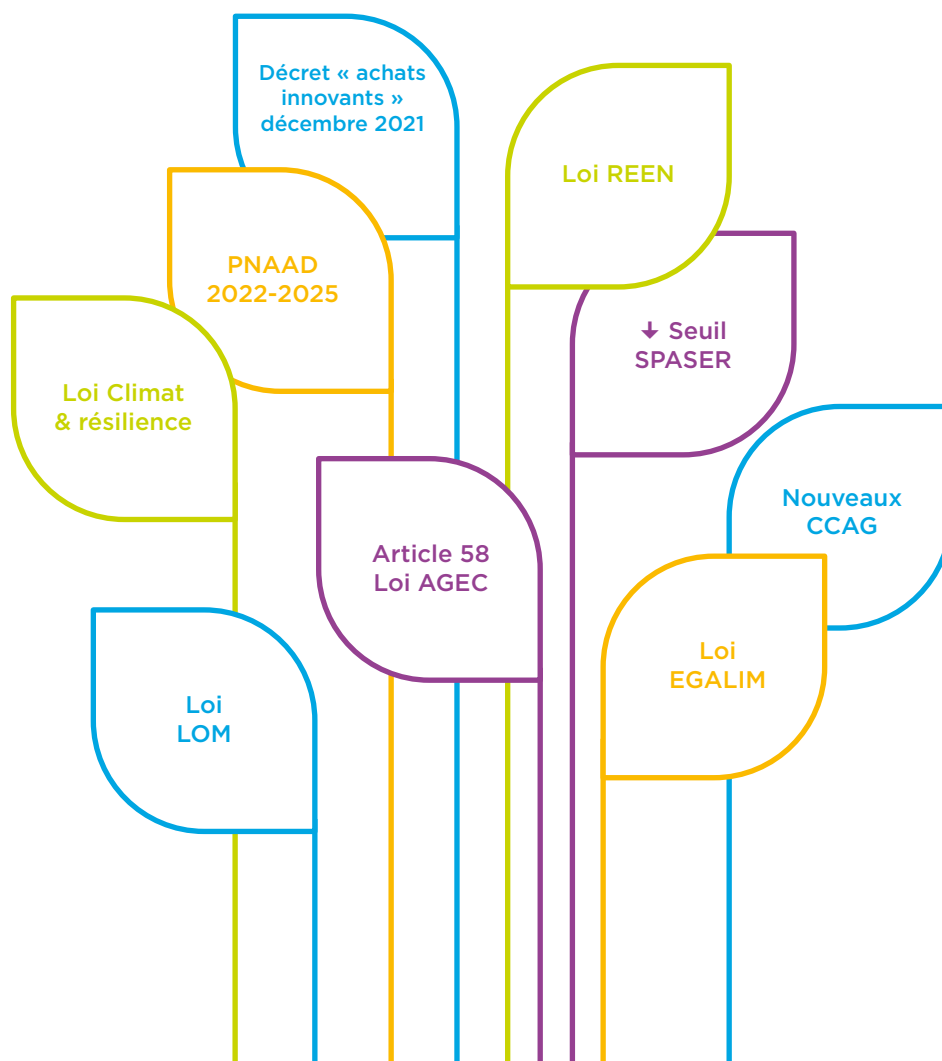 Décret « achats
innovants »
décembre 2021
Loi REEN
PNAAD
2022-2025
↓ Seuil
SPASER
Loi Climat
& résilience
Nouveaux
CCAG
Article 58
Loi AGEC
Loi
EGALIM
Loi
LOM